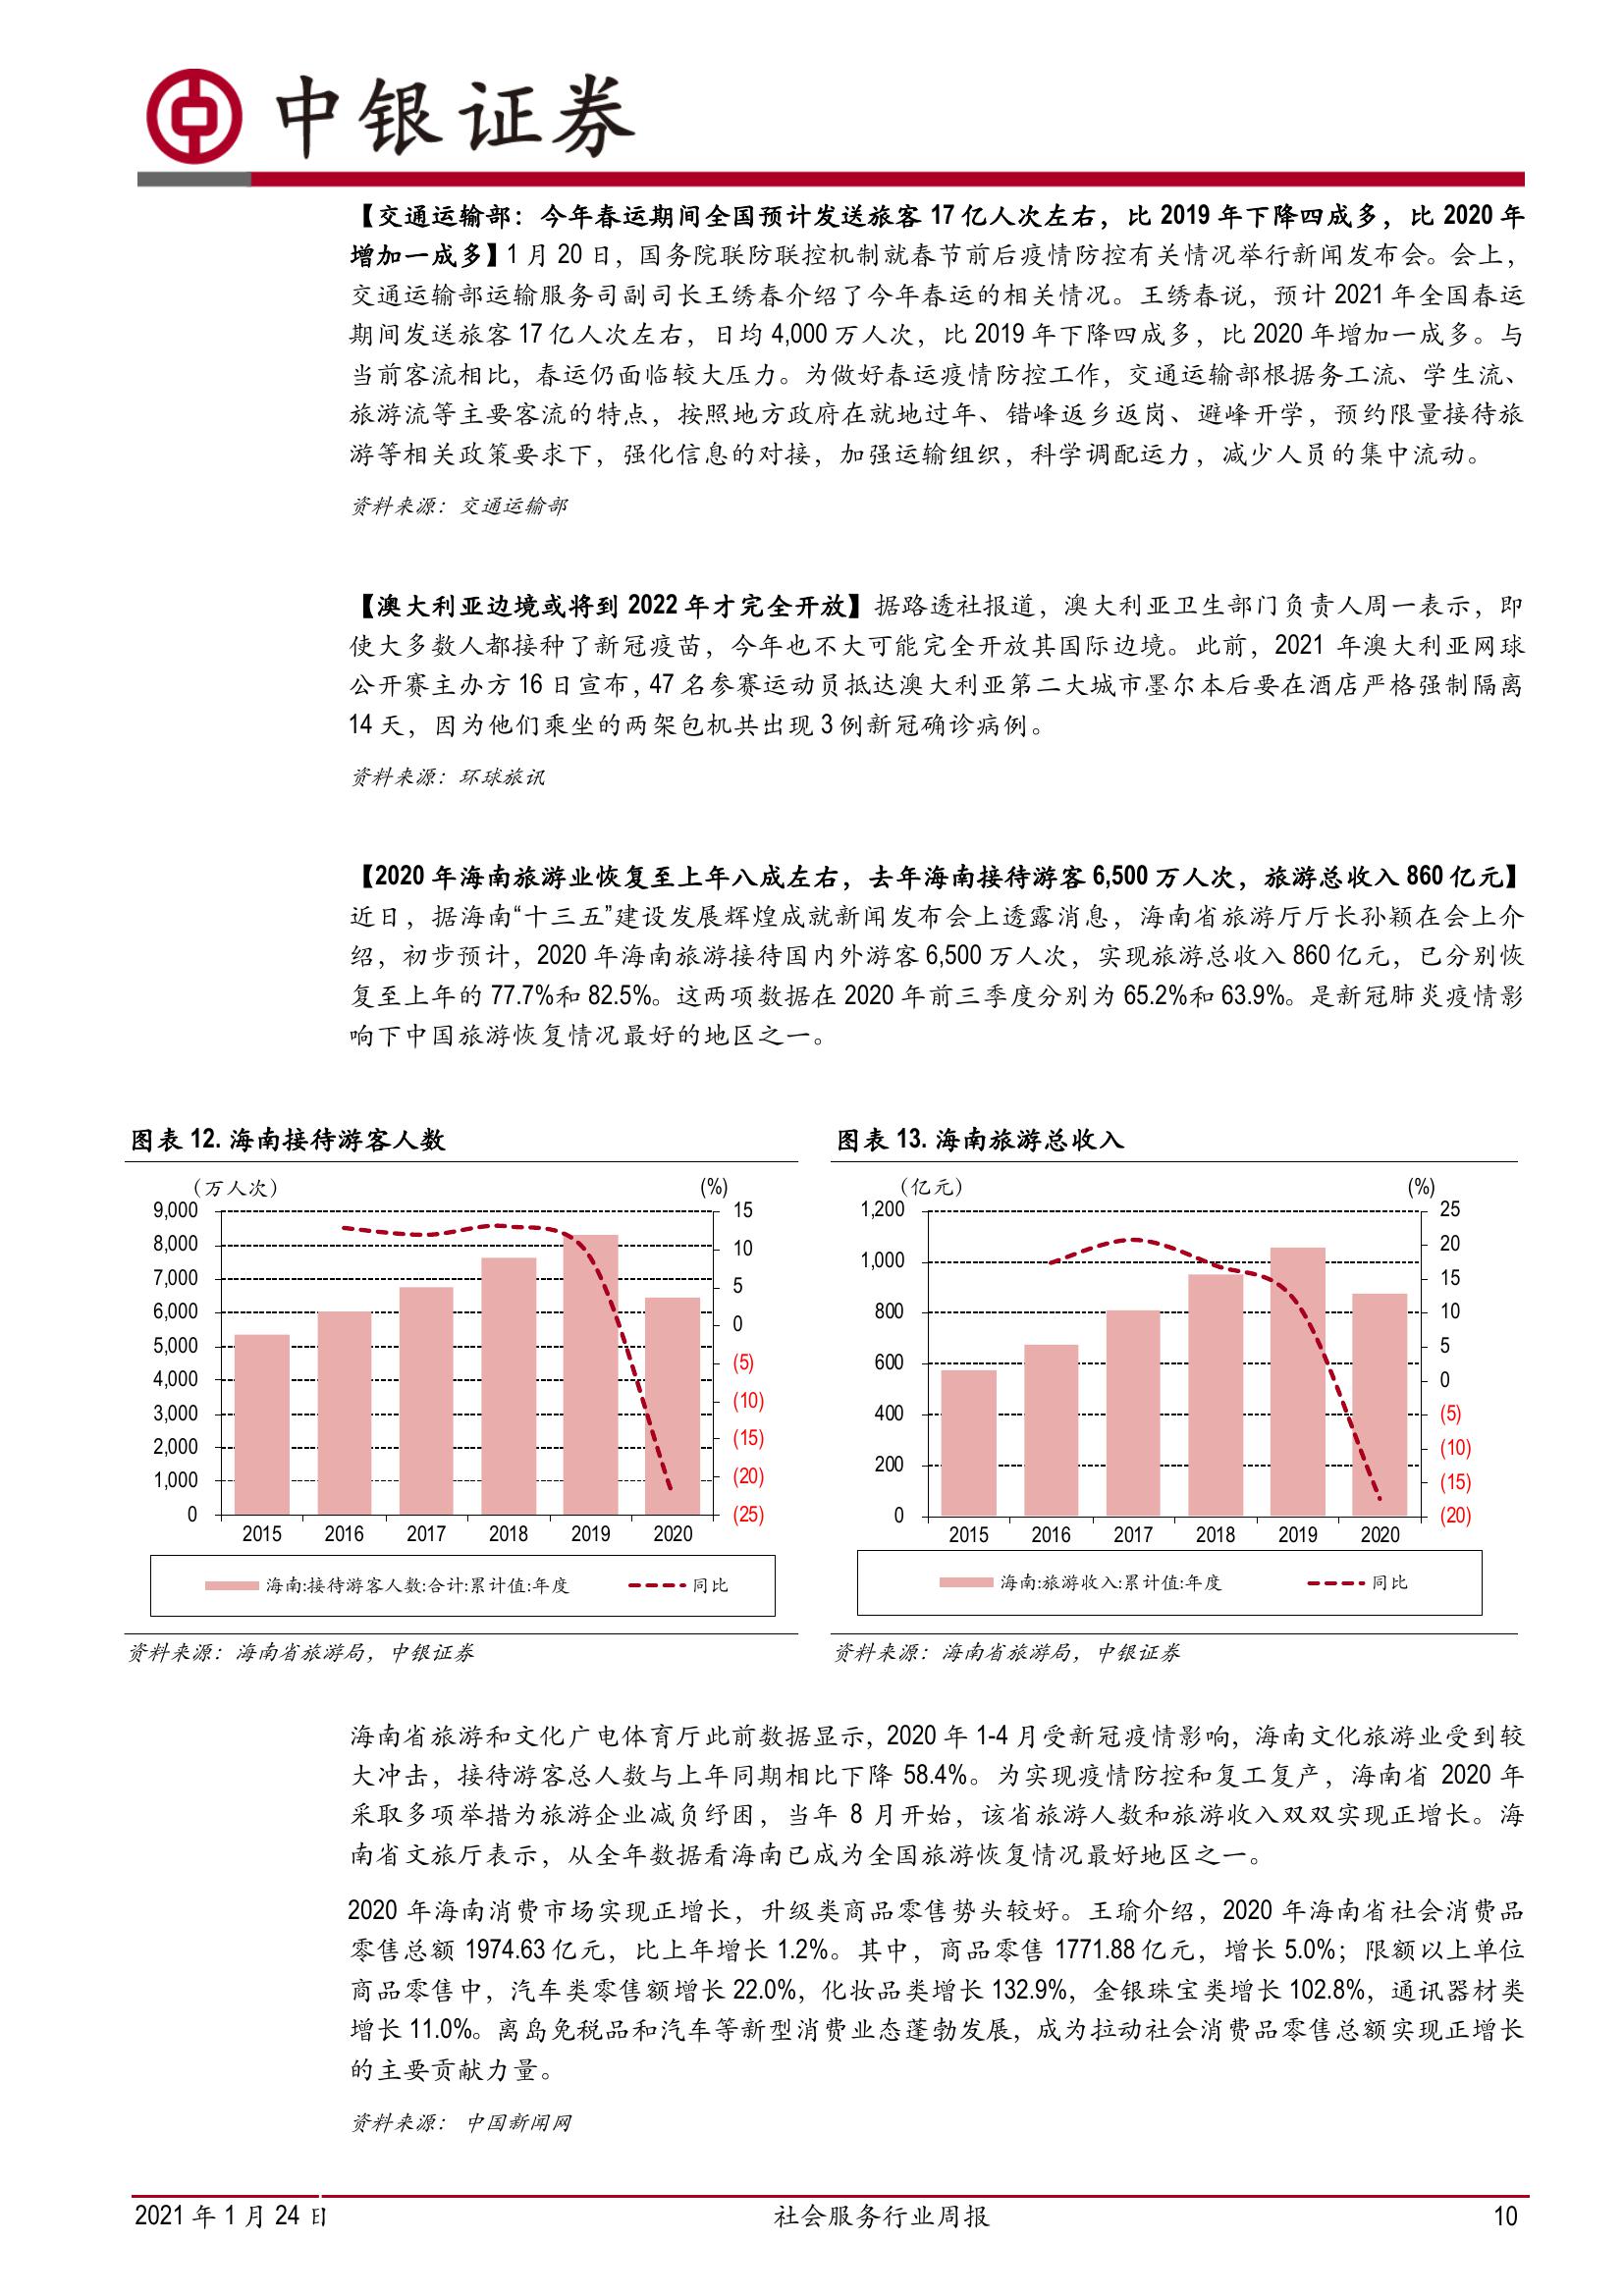 中银证券
【交通运输部：今年春运期间全国预计发送旅客 17 亿人次左右，比 2019 年下降四成多，比 2020 年
增加一成多】1 月 20 日，国务院联防联控机制就春节前后疫情防控有关情况举行新闻发布会。会上，
交通运输部运输服务司副司长王绣春介绍了今年春运的相关情况。王绣春说，预计 2021 年全国春运
期间发送旅客 17 亿人次左右，日均 4,000 万人次，比 2019 年下降四成多，比 2020 年增加一成多。与
当前客流相比，春运仍面临较大压力。为做好春运疫情防控工作，交通运输部根据务工流、学生流、
旅游流等主要客流的特点，按照地方政府在就地过年、错峰返乡返岗、避峰开学，预约限量接待旅
游等相关政策要求下，强化信息的对接，加强运输组织，科学调配运力，减少人员的集中流动。
资料来源：交通运输部
【澳大利亚边境或将到 2022 年才完全开放】据路透社报道，澳大利亚卫生部门负责人周一表示，即
使大多数人都接种了新冠疫苗，今年也不大可能完全开放其国际边境。此前，2021 年澳大利亚网球
公开赛主办方 16 日宣布，47 名参赛运动员抵达澳大利亚第二大城市墨尔本后要在酒店严格强制隔离
14 天，因为他们乘坐的两架包机共出现 3 例新冠确诊病例。
资料来源：环球旅讯
【2020 年海南旅游业恢复至上年八成左右，去年海南接待游客 6,500 万人次，旅游总收入 860 亿元】
近日，据海南“十三五”建设发展辉煌成就新闻发布会上透露消息，海南省旅游厅厅长孙颖在会上介
绍，初步预计，2020 年海南旅游接待国内外游客 6,500 万人次，实现旅游总收入 860 亿元，已分别恢
复至上年的 77.7%和 82.5%。这两项数据在 2020 年前三季度分别为 65.2%和 63.9%。是新冠肺炎疫情影
响下中国旅游恢复情况最好的地区之一。
图表 12. 海南接待游客人数
（万人次） (%)
9,000 15
8,000 10
7,000 5
6,000 0
5,000 (5)
4,000 (10)
3,000 (15)
2,000 (20)
1,000 (25)
0
2015 2016 2017 2018 2019 2020
海南:接待游客人数:合计:累计值:年度 同比
资料来源：海南省旅游局，中银证券
图表 13. 海南旅游总收入
（亿元） (%)
1,200 25
1,000 20
800 15
600 10
400 5
200 0
0 (5)
(10)
(15)
(20)
2015 2016 2017 2018 2019 2020
海南:旅游收入:累计值:年度 同比
资料来源：海南省旅游局，中银证券
海南省旅游和文化广电体育厅此前数据显示，2020 年 1-4 月受新冠疫情影响，海南文化旅游业受到较
大冲击，接待游客总人数与上年同期相比下降 58.4%。为实现疫情防控和复工复产，海南省 2020 年
采取多项举措为旅游企业减负纾困，当年 8 月开始，该省旅游人数和旅游收入双双实现正增长。海
南省文旅厅表示，从全年数据看海南已成为全国旅游恢复情况最好地区之一。
2020 年海南消费市场实现正增长，升级类商品零售势头较好。王瑜介绍，2020 年海南省社会消费品
零售总额 1974.63 亿元，比上年增长 1.2%。其中，商品零售 1771.88 亿元，增长 5.0%；限额以上单位
商品零售中，汽车类零售额增长 22.0%，化妆品类增长 132.9%，金银珠宝类增长 102.8%，通讯器材类
增长 11.0%。离岛免税品和汽车等新型消费业态蓬勃发展，成为拉动社会消费品零售总额实现正增长
的主要贡献力量。
资料来源： 中国新闻网
2021 年 1 月 24 日 社会服务行业周报 10